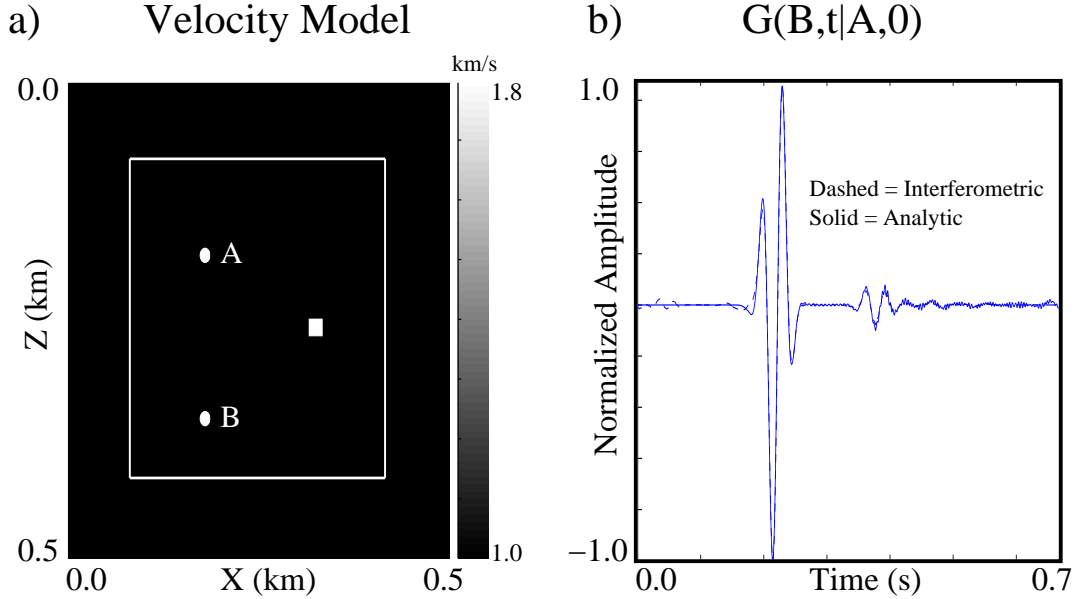 a) Velocity Model
km/s
0.0
1.8
A
B
Z (km)
0.5
1.0
0.0
X (km)
0.5
b) G(B,t|A,0)
1.0
Normalized Amplitude
Dashed = Interferometric
Solid = Analytic
−1.0
0.0
Time (s)
0.7